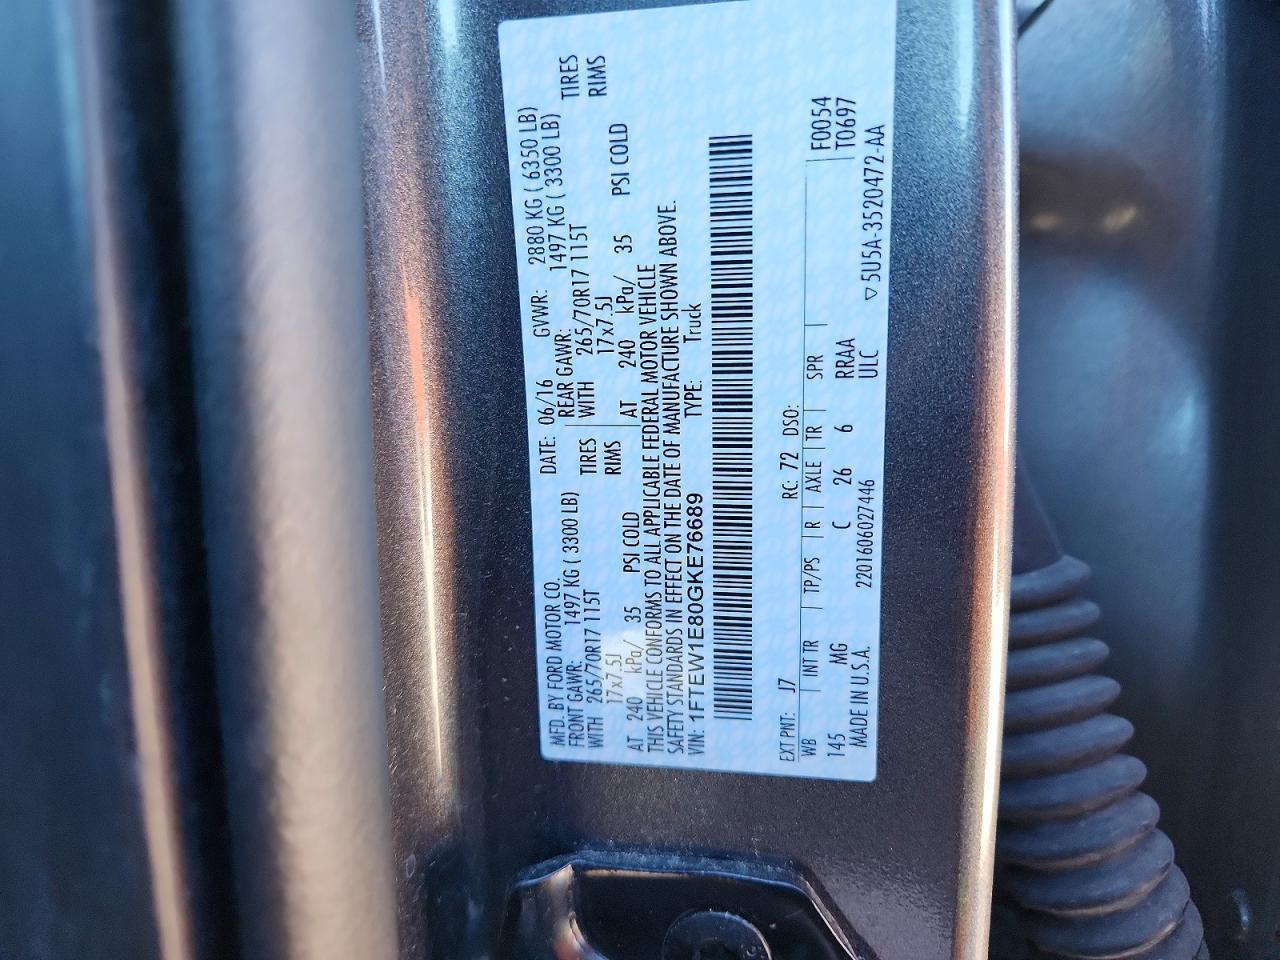 MFD. BY FORD MOTOR CO. DATE: 06/16 GVWR: 2880 KG ( 6350 LB)
FRONT GAWR: 1497 KG ( 3300 LB) REAR GAWR: 1497 KG ( 3300 LB)
WITH 265/70R17 115T TIRES WITH 265/70R17 115T TIRES
17x7.5J RIMS 17x7.5J RIMS
AT 240 kPa/ 35 PSI COLD AT 240 kPa/ 35 PSI COLD
THIS VEHICLE CONFORMS TO ALL APPLICABLE FEDERAL MOTOR VEHICLE
SAFETY STANDARDS IN EFFECT ON THE DATE OF MANUFACTURE SHOWN ABOVE.
VIN: 1FTEW1E80GKE76689 TYPE: Truck
EXT PNT: J7 RC: 72 DSO:
WB INT TR TP/PS R AXLE TR SPR F0054
145 MG C 26 6 RRAA T0697
MADE IN U.S.A. 2201606027446 ULC ▽ 5U5A-3520472-AA